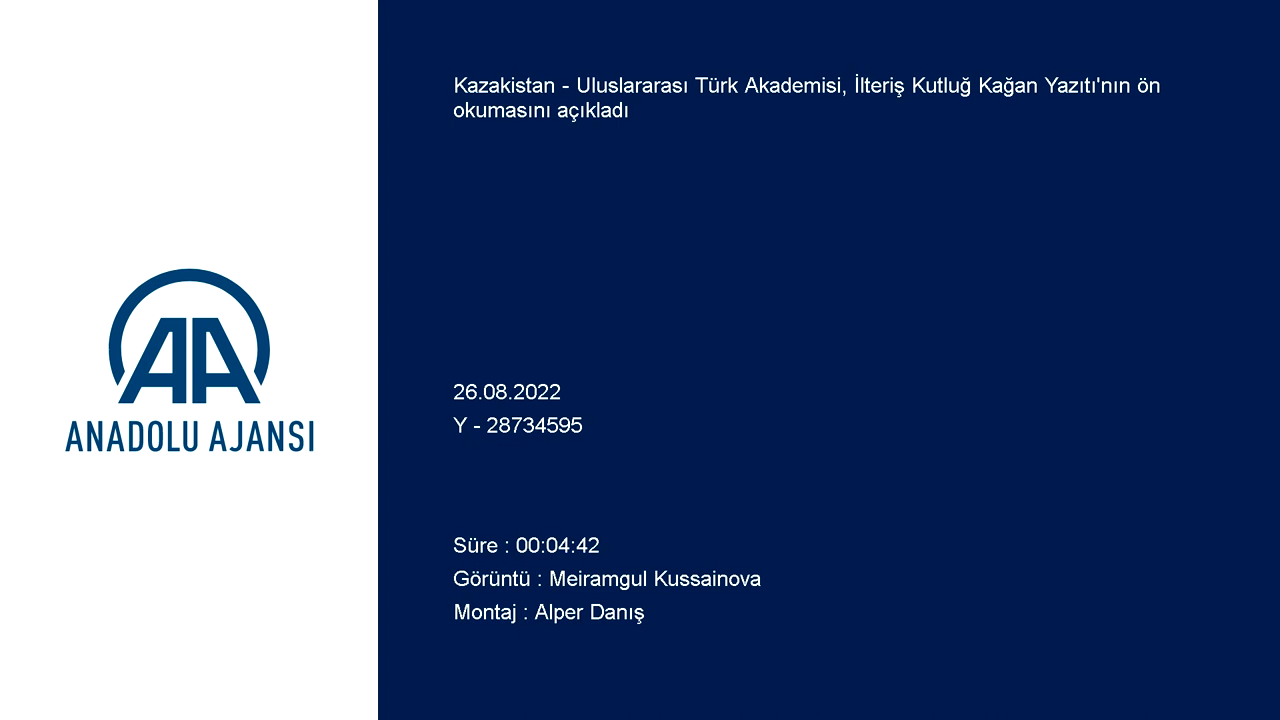 Kazakistan - Uluslararası Türk Akademisi, İlteriş Kutluğ Kağan Yazıtı'nın ön
okumasını açıkladı
AA
ANADOLU AJANSI
26.08.2022
Y - 28734595
Süre : 00:04:42
Görüntü : Meiramgul Kussainova
Montaj : Alper Danış